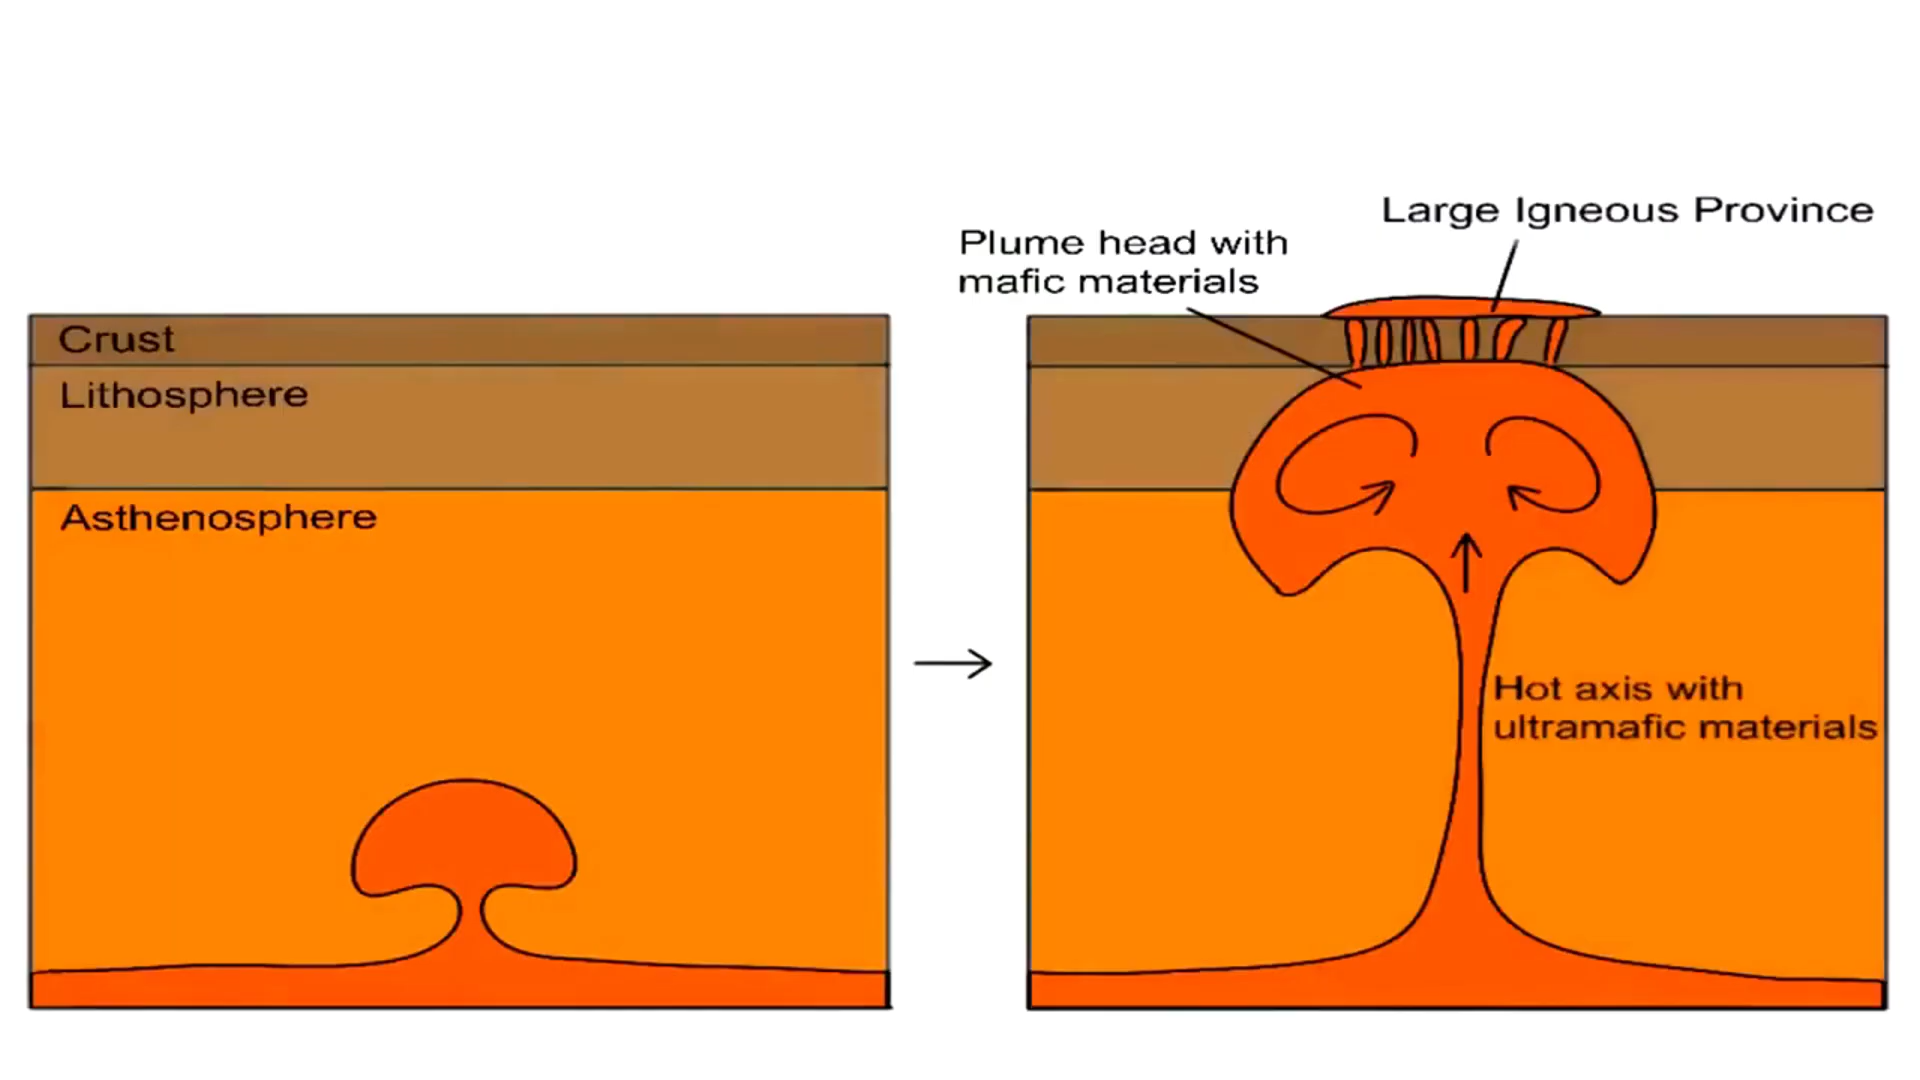 Crust
Lithosphere
Asthenosphere
Plume head with
mafic materials
Large Igneous Province
Hot axis with
ultramafic materials